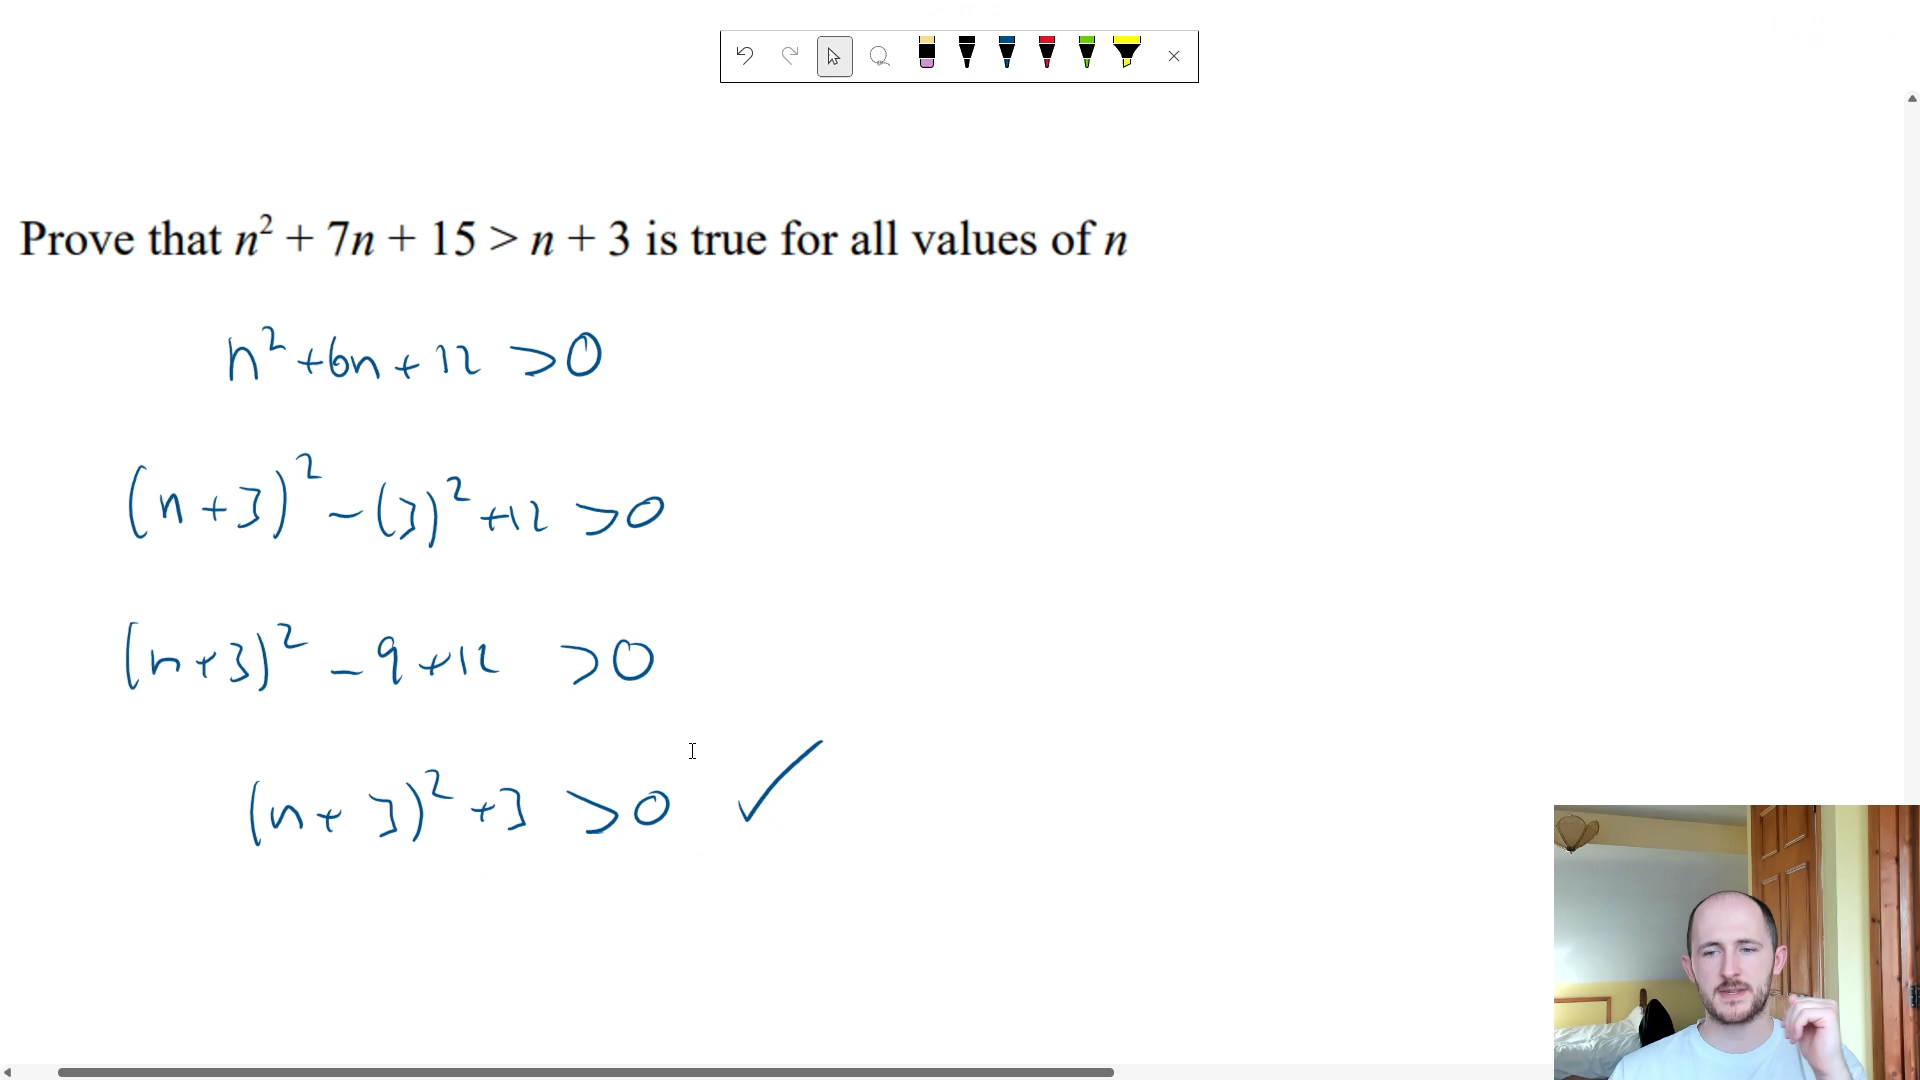 Prove that n² + 7n + 15 > n + 3 is true for all values of n
n² + 6n + 12 > 0
(n + 3)² - (3)² + 12 > 0
(n + 3)² - 9 + 12 > 0
(n + 3)² + 3 > 0 ✓